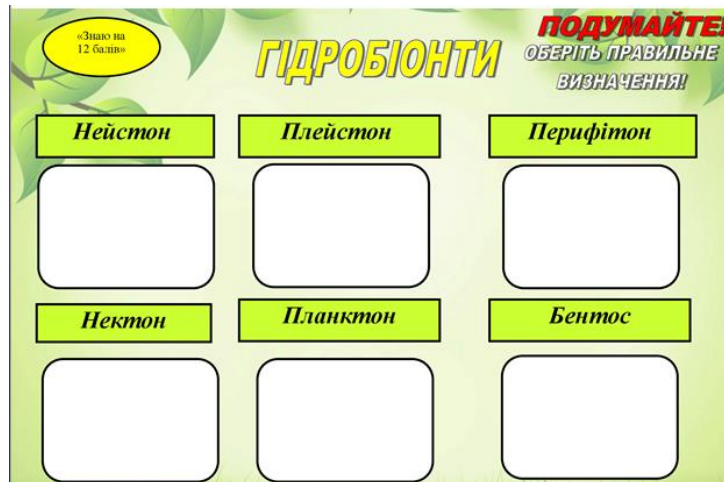 «Знаю на
12 балів»
ГІДРОБІОНТИ
ПОДУМАЙТЕ!
ОБЕРІТЬ ПРАВИЛЬНЕ
ВИЗНАЧЕННЯ!
Нейстон
Плейстон
Перифітон
Нектон
Планктон
Бентос